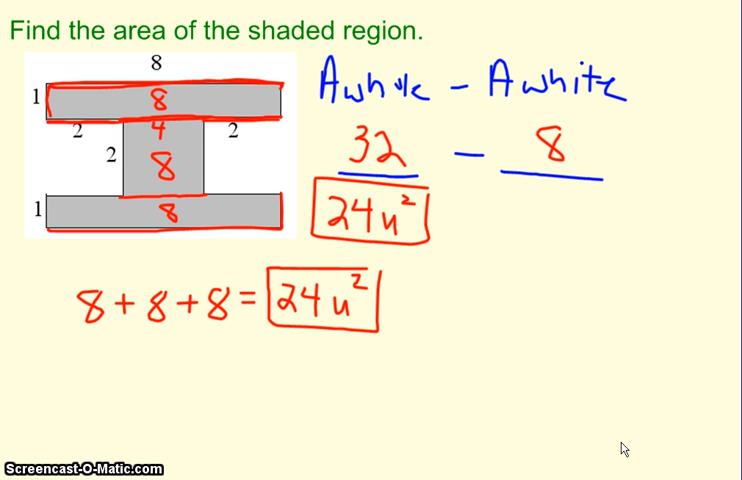 Find the area of the shaded region.
8
Awhole - Awhite
1
8
2
4
2
32 - 8
2
8
24u²
1
8
8 + 8 + 8 = 24u²
Screencast-O-Matic.com